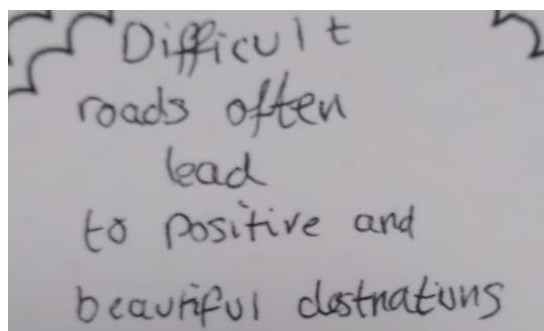 Difficult
roads often
lead
to positive and
beautiful destnations